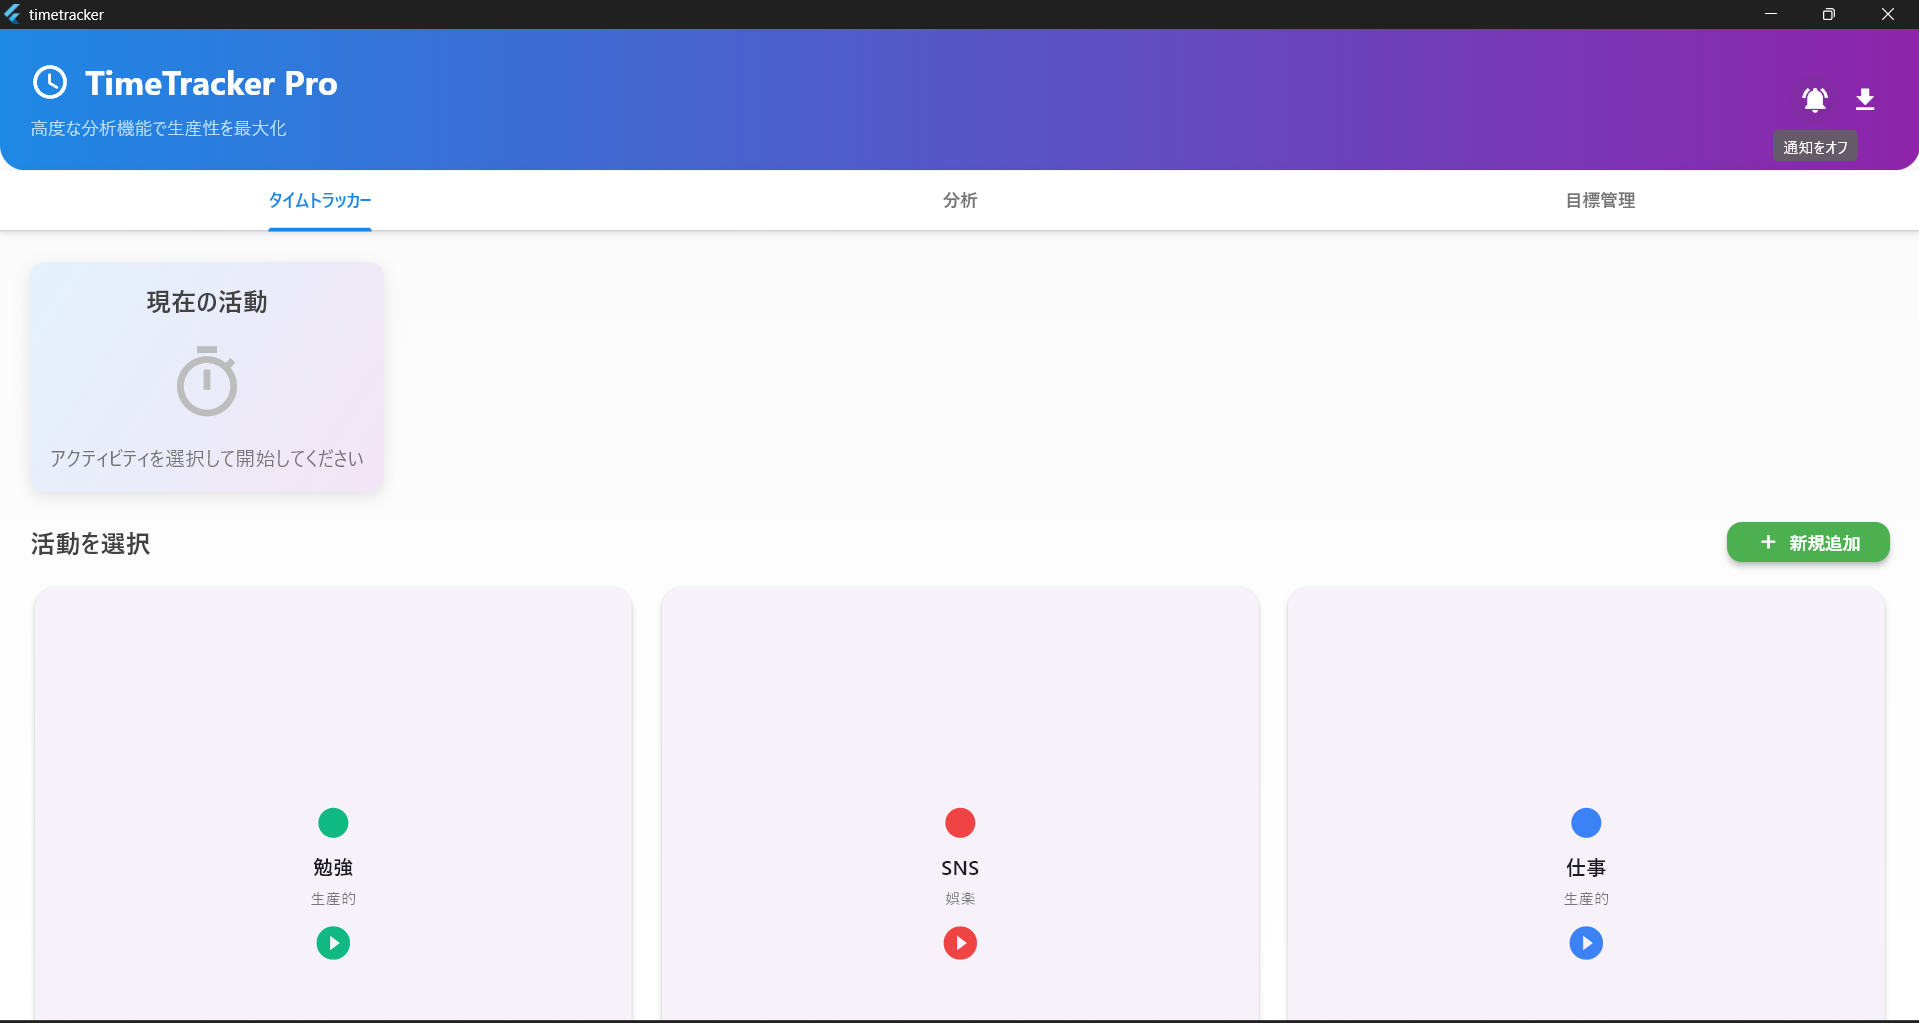 timetracker
TimeTracker Pro
高度な分析機能で生産性を最大化
通知をオフ
タイムトラッカー
分析
目標管理
現在の活動
アクティビティを選択して開始してください
活動を選択
+ 新規追加
勉強
生産的
SNS
娯楽
仕事
生産的